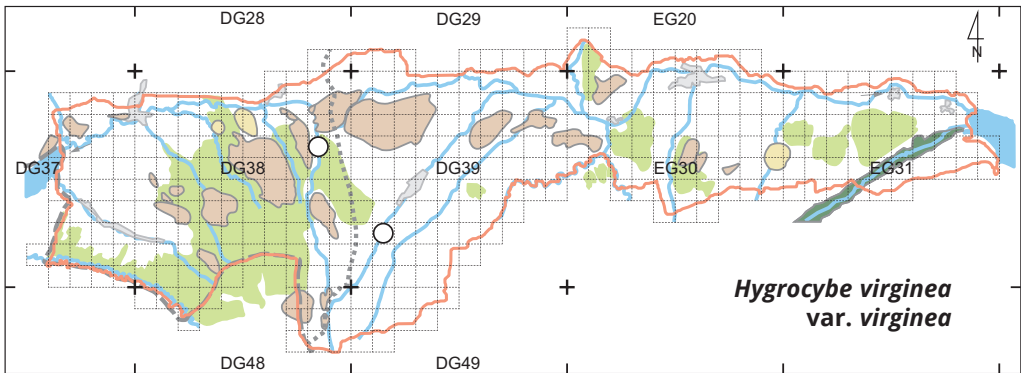 DG28 DG29 EG20
N
DG37 DG38 DG39 EG30 EG31
Hygrocybe virginea
var. virginea
DG48 DG49